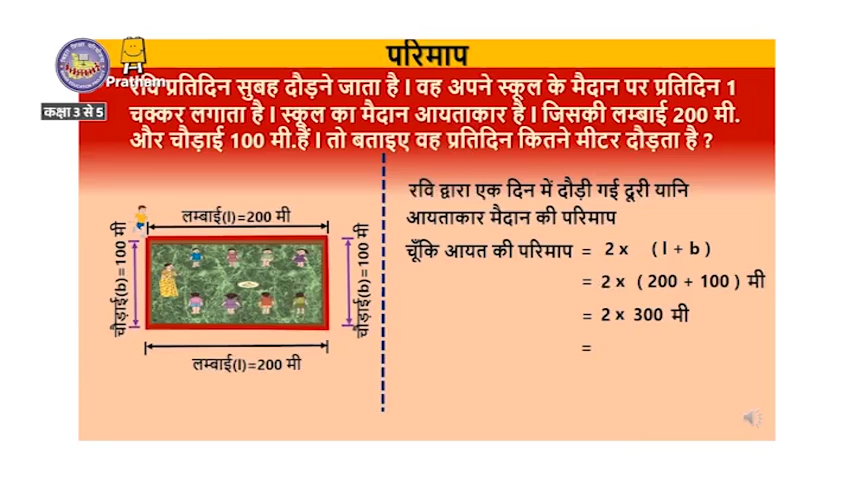 परिमाप
Pratham
कक्षा 3 से 5
रवि प्रतिदिन सुबह दौड़ने जाता है । वह अपने स्कूल के मैदान पर प्रतिदिन 1
चक्कर लगाता है । स्कूल का मैदान आयताकार है । जिसकी लम्बाई 200 मी.
और चौड़ाई 100 मी.हैं । तो बताइए वह प्रतिदिन कितने मीटर दौड़ता है ?
लम्बाई(l)=200 मी
चौड़ाई(b)=100 मी
चौड़ाई(b)=100 मी
लम्बाई(l)=200 मी
रवि द्वारा एक दिन में दौड़ी गई दूरी यानि
आयताकार मैदान की परिमाप
चूँकि आयत की परिमाप = 2 x ( l + b )
= 2 x ( 200 + 100 ) मी
= 2 x 300 मी
=